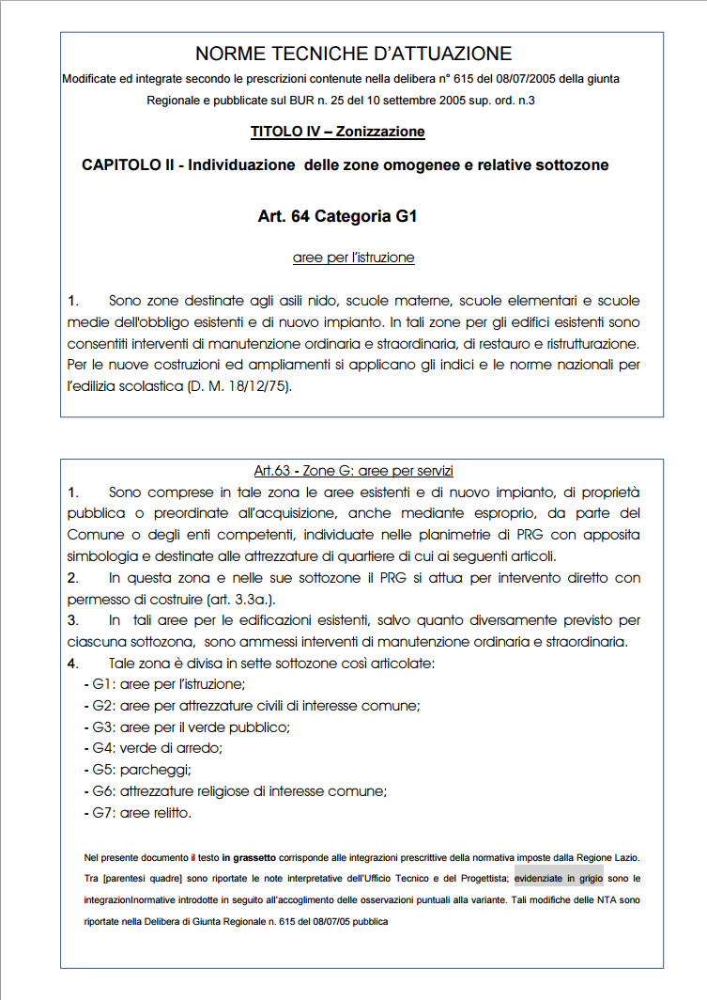 NORME TECNICHE D'ATTUAZIONE
Modificate ed integrate secondo le prescrizioni contenute nella delibera n° 615 del 08/07/2005 della giunta
Regionale e pubblicate sul BUR n. 25 del 10 settembre 2005 sup. ord. n.3
TITOLO IV – Zonizzazione
CAPITOLO II - Individuazione delle zone omogenee e relative sottozone
Art. 64 Categoria G1
aree per l'istruzione
1. Sono zone destinate agli asili nido, scuole materne, scuole elementari e scuole
medie dell'obbligo esistenti e di nuovo impianto. In tali zone per gli edifici esistenti sono
consentiti interventi di manutenzione ordinaria e straordinaria, di restauro e ristrutturazione.
Per le nuove costruzioni ed ampliamenti si applicano gli indici e le norme nazionali per
l'edilizia scolastica (D. M. 18/12/75).
Art.63 - Zone G: aree per servizi
1. Sono comprese in tale zona le aree esistenti e di nuovo impianto, di proprietà
pubblica o preordinate all'acquisizione, anche mediante esproprio, da parte del
Comune o degli enti competenti, individuate nelle planimetrie di PRG con apposita
simbologia e destinate alle attrezzature di quartiere di cui ai seguenti articoli.
2. In questa zona e nelle sue sottozone il PRG si attua per intervento diretto con
permesso di costruire (art. 3.3a.).
3. In tali aree per le edificazioni esistenti, salvo quanto diversamente previsto per
ciascuna sottozona, sono ammessi interventi di manutenzione ordinaria e straordinaria.
4. Tale zona è divisa in sette sottozone così articolate:
- G1: aree per l'istruzione;
- G2: aree per attrezzature civili di interesse comune;
- G3: aree per il verde pubblico;
- G4: verde di arredo;
- G5: parcheggi;
- G6: attrezzature religiose di interesse comune;
- G7: aree relitto.
Nel presente documento il testo in grassetto corrisponde alle integrazioni prescrittive della normativa imposte dalla Regione Lazio.
Tra [parentesi quadre] sono riportate le note interpretative dell'Ufficio Tecnico e del Progettista; evidenziate in grigio sono le
integrazionInormative introdotte in seguito all'accoglimento delle osservazioni puntuali alla variante. Tali modifiche delle NTA sono
riportate nella Delibera di Giunta Regionale n. 615 del 08/07/05 pubblica